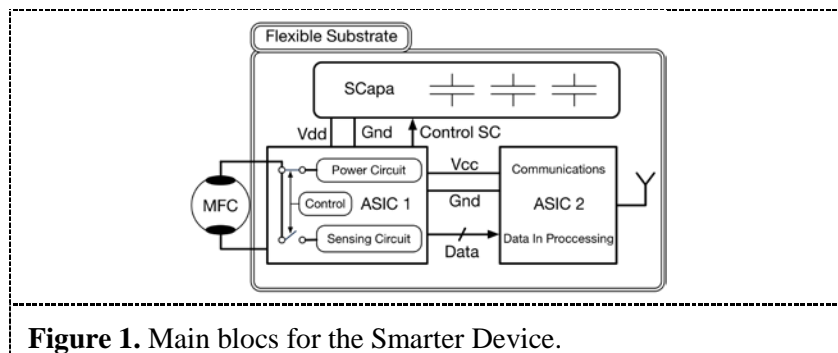 Flexible Substrate
SCapa
Vdd
Gnd
Control SC
MFC
Power Circuit
Control
ASIC 1
Sensing Circuit
Vcc
Gnd
Data
Communications
ASIC 2
Data In Proccessing
Figure 1. Main blocs for the Smarter Device.